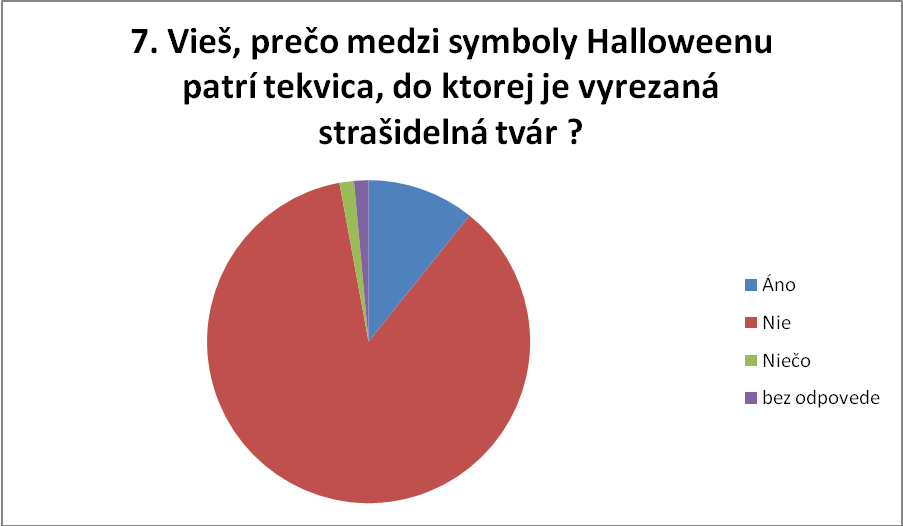 7. Vieš, prečo medzi symboly Halloweenu
patrí tekvica, do ktorej je vyrezaná
strašidelná tvár ?
Áno
Nie
Niečo
bez odpovede